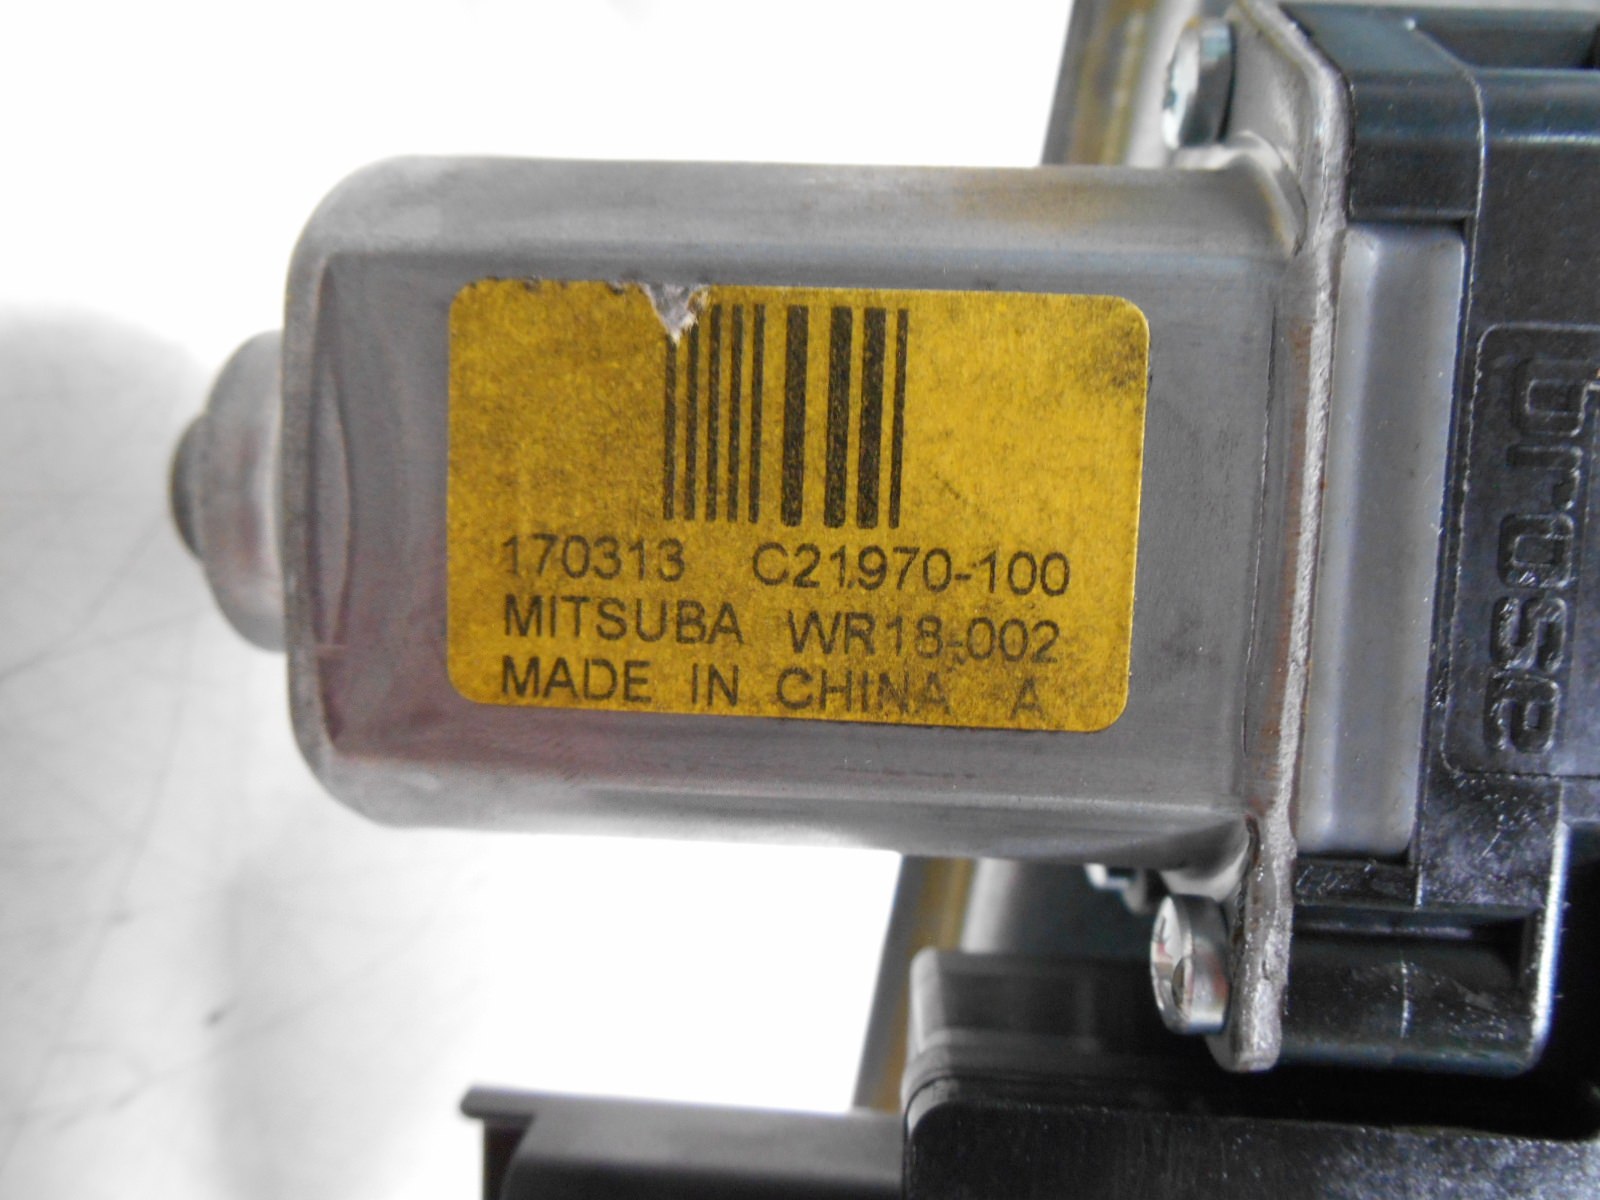 170313 C21970-100
MITSUBA WR18-002
MADE IN CHINA A
brose